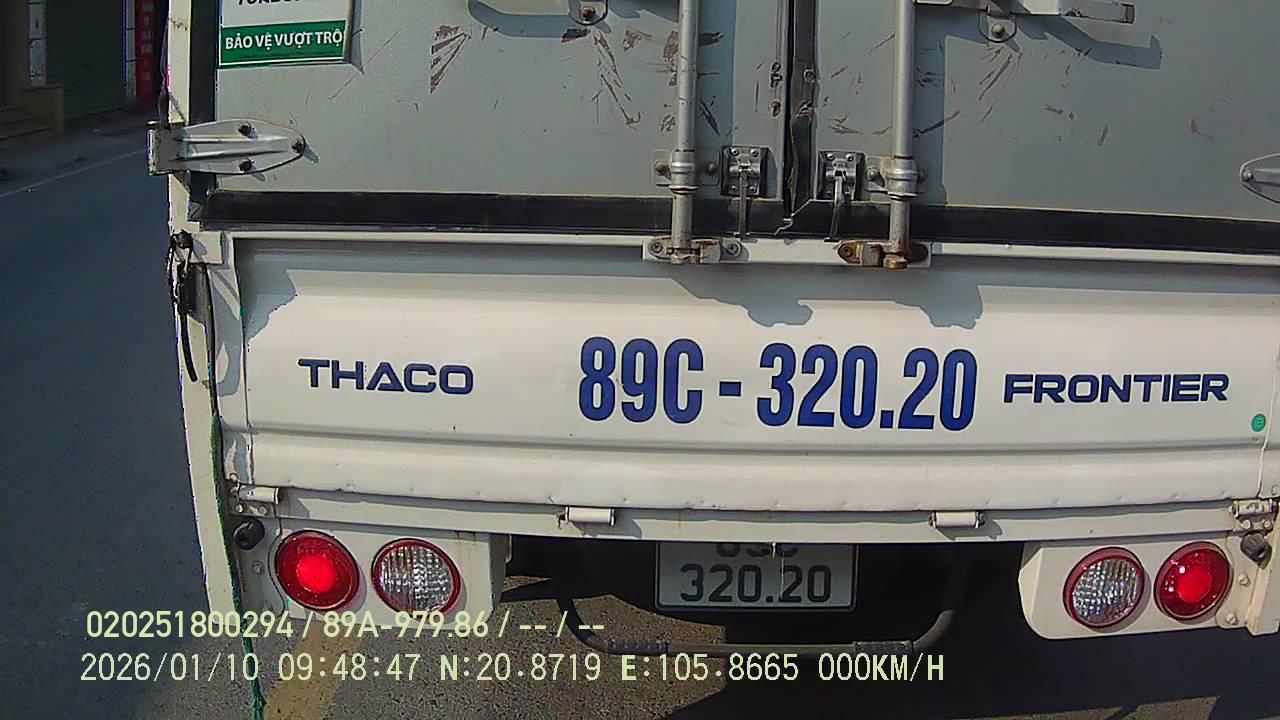 BẢO VỆ VƯỢT TRỘ
THACO
89C-320.20
FRONTIER
320.20
020251800294 / 89A-979.86 / -- / --
2026/01/10 09:48:47 N:20.8719 E:105.8665 000KM/H